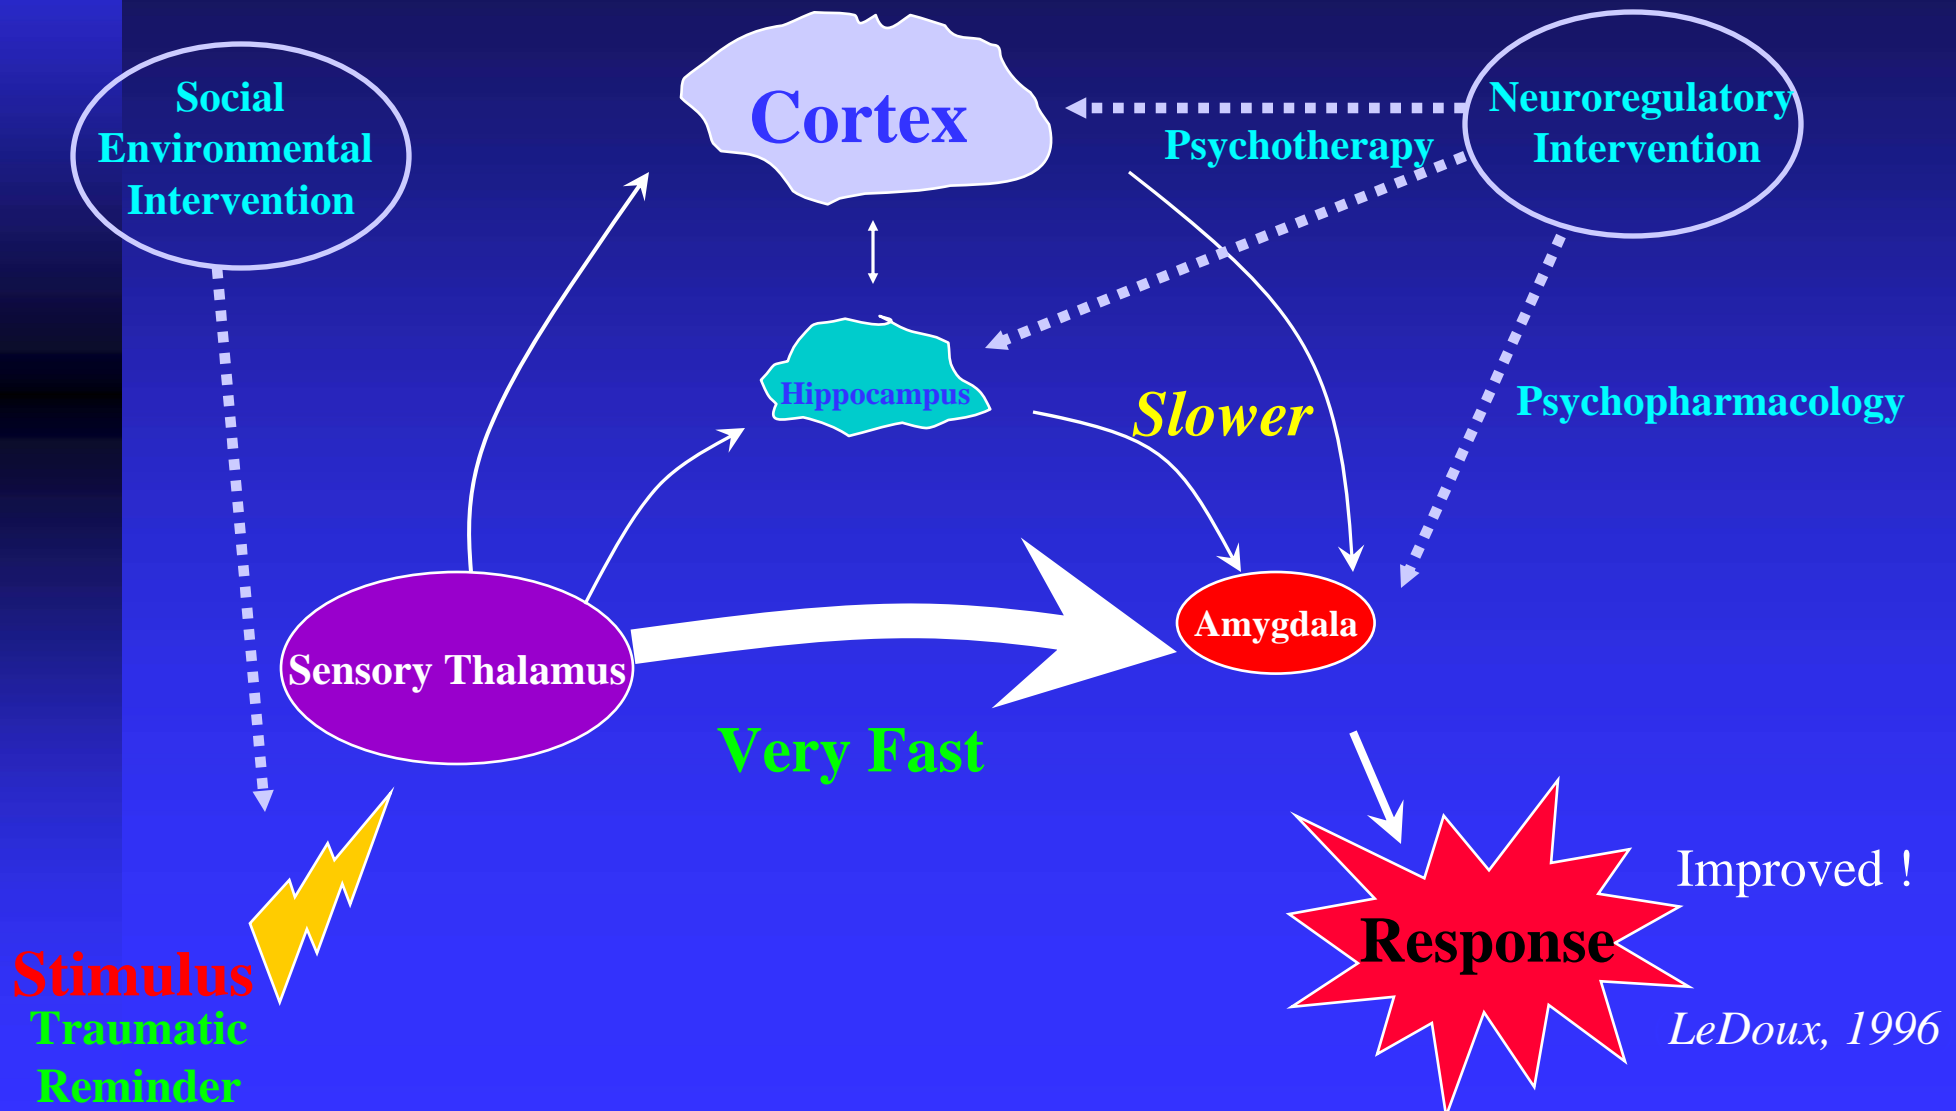 Social
Environmental
Intervention
Cortex
Neuroregulatory
Intervention
Psychotherapy
Hippocampus
Slower
Psychopharmacology
Sensory Thalamus
Amygdala
Very Fast
Improved !
Response
Stimulus
Traumatic
Reminder
LeDoux, 1996